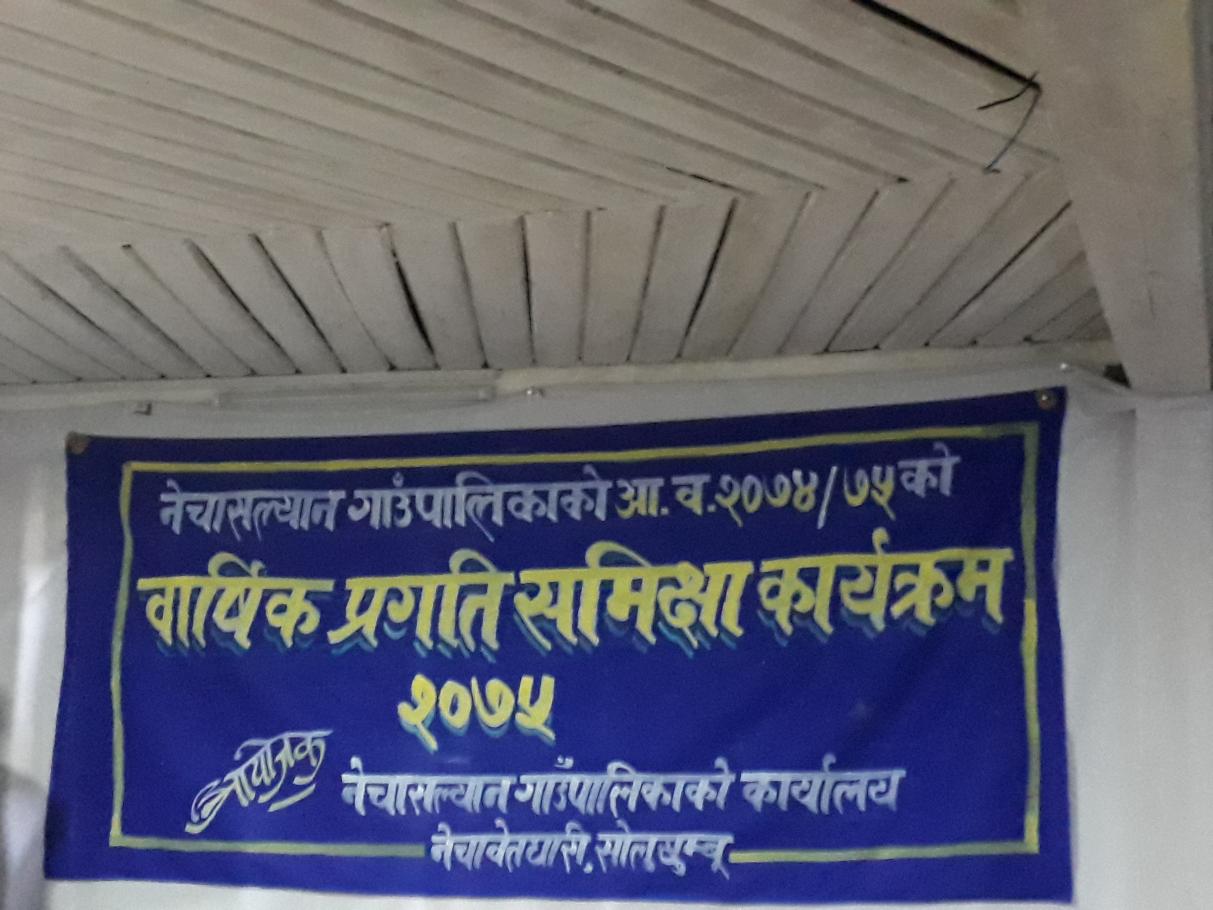 नेचासल्यान गाउँपालिकाको आ. व. २०७४/७५ को
वार्षिक प्रगति समिक्षा कार्यक्रम
२०७५
आयोजक
नेचासल्यान गाउँपालिकाको कार्यालय
नेचावेतघारी, सोलुखुम्बू